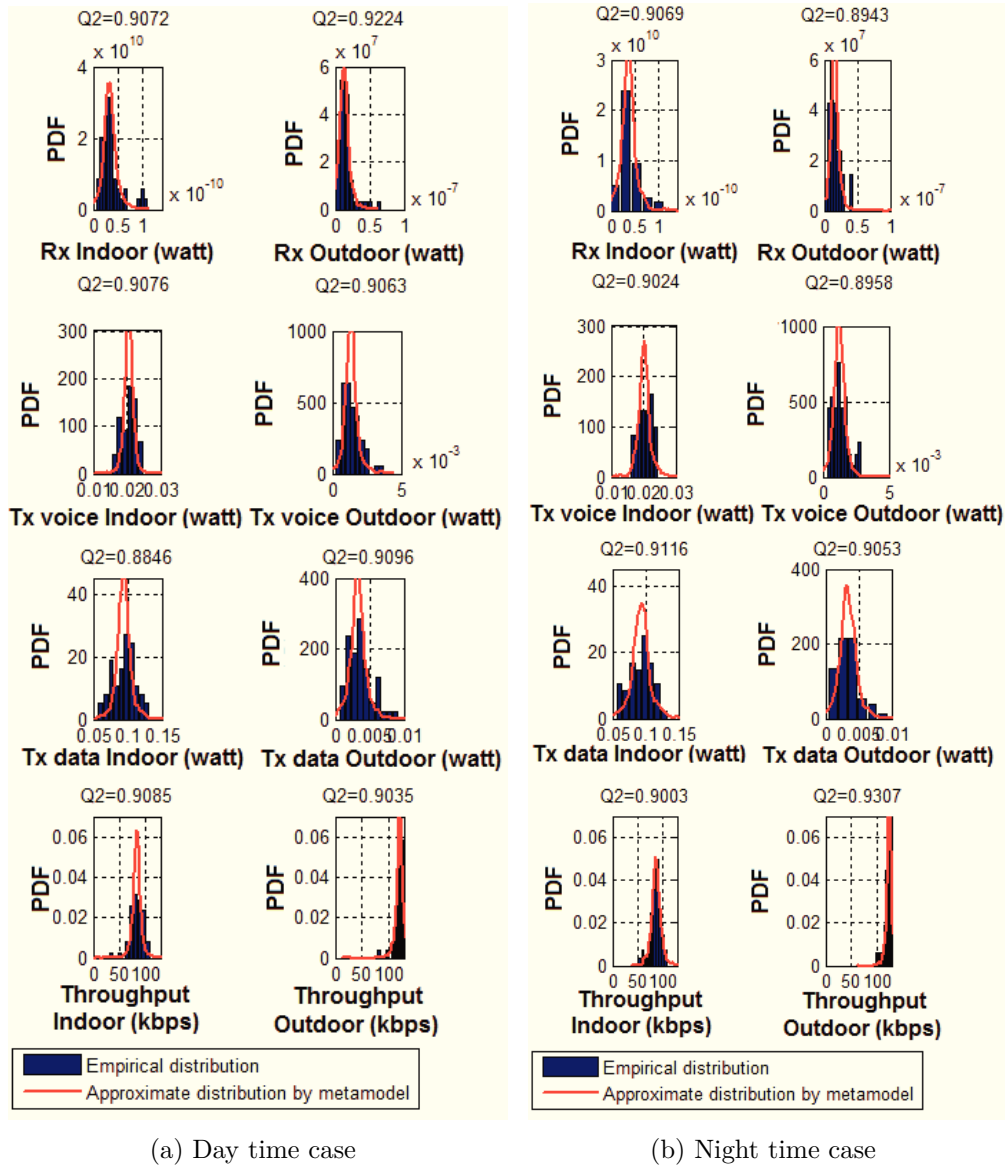 Q2=0.9072
Q2=0.9224
x 10^10
x 10^7
PDF
4
2
0
x 10^-10
0 0.5 1
Rx Indoor (watt)
PDF
6
4
2
0
x 10^-7
0 0.5 1
Rx Outdoor (watt)
Q2=0.9076
Q2=0.9063
PDF
300
200
100
0
0.01 0.02 0.03
Tx voice Indoor (watt)
PDF
1000
500
0
x 10^-3
0 5
Tx voice Outdoor (watt)
Q2=0.8846
Q2=0.9096
PDF
40
20
0
0.05 0.1 0.15
Tx data Indoor (watt)
PDF
400
200
0
0 0.005 0.01
Tx data Outdoor (watt)
Q2=0.9085
Q2=0.9035
PDF
0.06
0.04
0.02
0
0 50 100
Throughput
Indoor (kbps)
PDF
0.06
0.04
0.02
0
0 50 100
Throughput
Outdoor (kbps)
Empirical distribution
Approximate distribution by metamodel
(a) Day time case
Q2=0.9069
Q2=0.8943
x 10^10
x 10^7
PDF
3
2
1
0
x 10^-10
0 0.5 1
Rx Indoor (watt)
PDF
6
4
2
0
x 10^-7
0 0.5 1
Rx Outdoor (watt)
Q2=0.9024
Q2=0.8958
PDF
300
200
100
0
0.01 0.02 0.03
Tx voice Indoor (watt)
PDF
1000
500
0
x 10^-3
0 5
Tx voice Outdoor (watt)
Q2=0.9116
Q2=0.9053
PDF
40
20
0
0.05 0.1 0.15
Tx data Indoor (watt)
PDF
400
200
0
0 0.005 0.01
Tx data Outdoor (watt)
Q2=0.9003
Q2=0.9307
PDF
0.06
0.04
0.02
0
0 50 100
Throughput
Indoor (kbps)
PDF
0.06
0.04
0.02
0
0 50 100
Throughput
Outdoor (kbps)
Empirical distribution
Approximate distribution by metamodel
(b) Night time case